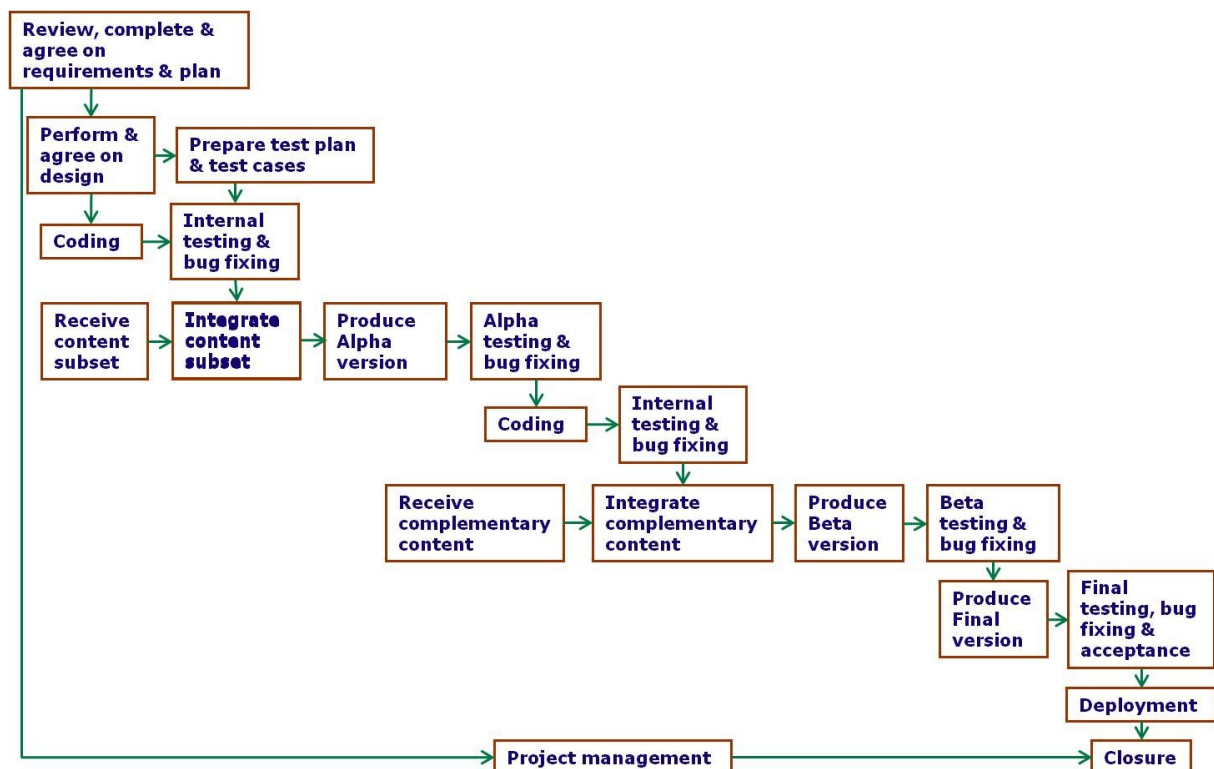 Review, complete &
agree on
requirements & plan
Perform &
agree on
design
Prepare test plan
& test cases
Coding
Internal
testing &
bug fixing
Receive
content
subset
Integrate
content
subset
Produce
Alpha
version
Alpha
testing &
bug fixing
Coding
Internal
testing &
bug fixing
Receive
complementary
content
Integrate
complementary
content
Produce
Beta
version
Beta
testing &
bug fixing
Produce
Final
version
Final
testing, bug
fixing &
acceptance
Deployment
Project management
Closure